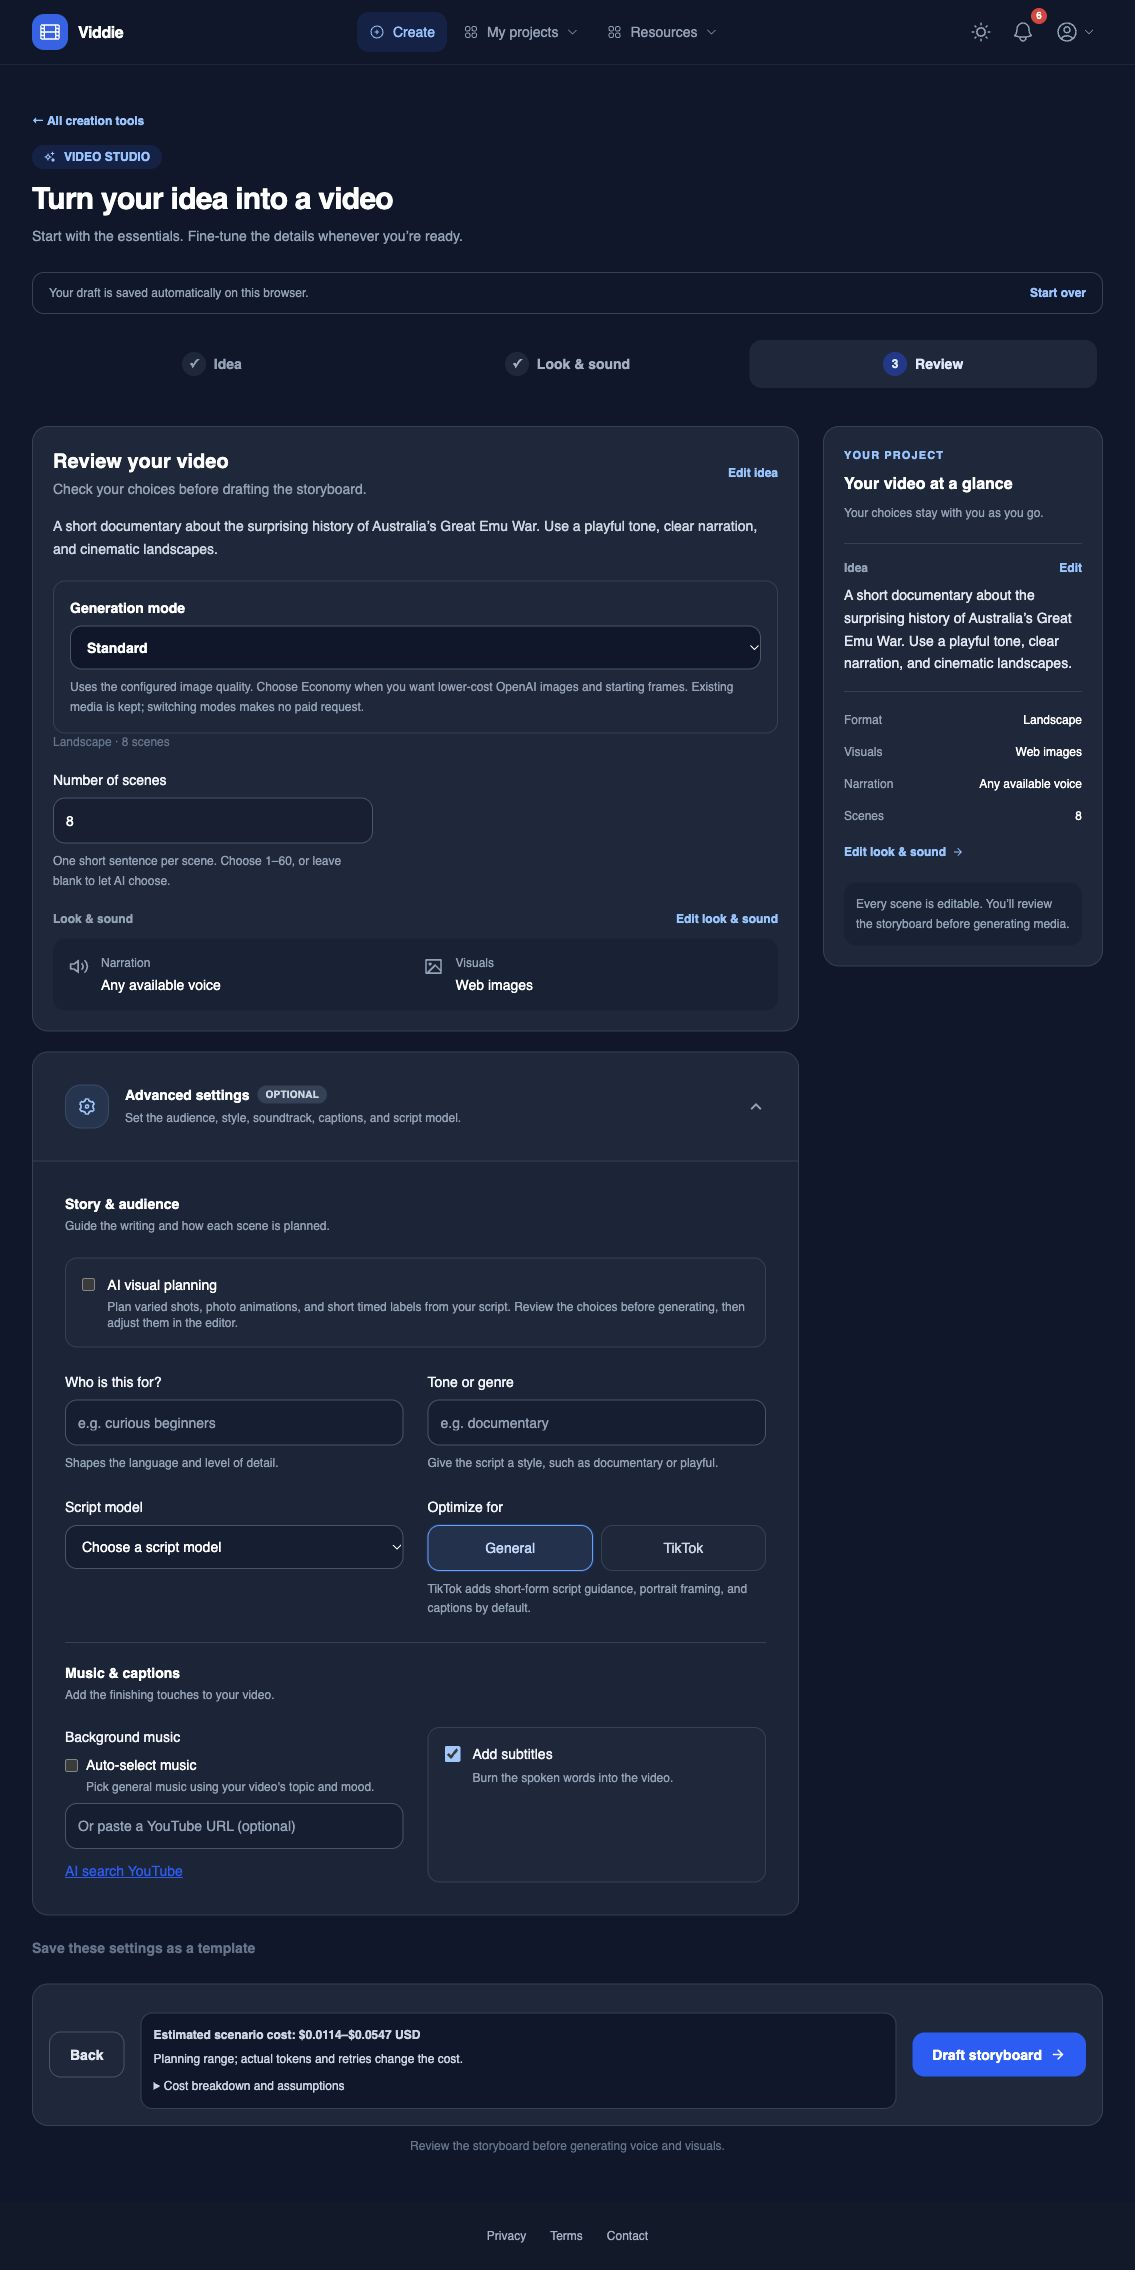 Viddie
Create
My projects
Resources
6
← All creation tools
VIDEO STUDIO
Turn your idea into a video
Start with the essentials. Fine-tune the details whenever you’re ready.
Your draft is saved automatically on this browser.
Start over
✓ Idea
✓ Look & sound
3 Review
Review your video
Check your choices before drafting the storyboard.
Edit idea
A short documentary about the surprising history of Australia’s Great Emu War. Use a playful tone, clear narration,
and cinematic landscapes.
Generation mode
Standard
Uses the configured image quality. Choose Economy when you want lower-cost OpenAI images and starting frames. Existing
media is kept; switching modes makes no paid request.
Landscape · 8 scenes
Number of scenes
8
One short sentence per scene. Choose 1–60, or leave
blank to let AI choose.
Look & sound
Edit look & sound
Narration
Any available voice
Visuals
Web images
YOUR PROJECT
Your video at a glance
Your choices stay with you as you go.
Idea
Edit
A short documentary about the
surprising history of Australia’s Great
Emu War. Use a playful tone, clear
narration, and cinematic landscapes.
Format
Landscape
Visuals
Web images
Narration
Any available voice
Scenes
8
Edit look & sound →
Every scene is editable. You’ll review
the storyboard before generating media.
Advanced settings
OPTIONAL
Set the audience, style, soundtrack, captions, and script model.
Story & audience
Guide the writing and how each scene is planned.
AI visual planning
Plan varied shots, photo animations, and short timed labels from your script. Review the choices before generating, then
adjust them in the editor.
Who is this for?
e.g. curious beginners
Shapes the language and level of detail.
Tone or genre
e.g. documentary
Give the script a style, such as documentary or playful.
Script model
Choose a script model
Optimize for
General
TikTok
TikTok adds short-form script guidance, portrait framing, and
captions by default.
Music & captions
Add the finishing touches to your video.
Background music
Auto-select music
Pick general music using your video's topic and mood.
Or paste a YouTube URL (optional)
AI search YouTube
Add subtitles
Burn the spoken words into the video.
Save these settings as a template
Back
Estimated scenario cost: $0.0114–$0.0547 USD
Planning range; actual tokens and retries change the cost.
▶ Cost breakdown and assumptions
Draft storyboard →
Review the storyboard before generating voice and visuals.
Privacy
Terms
Contact